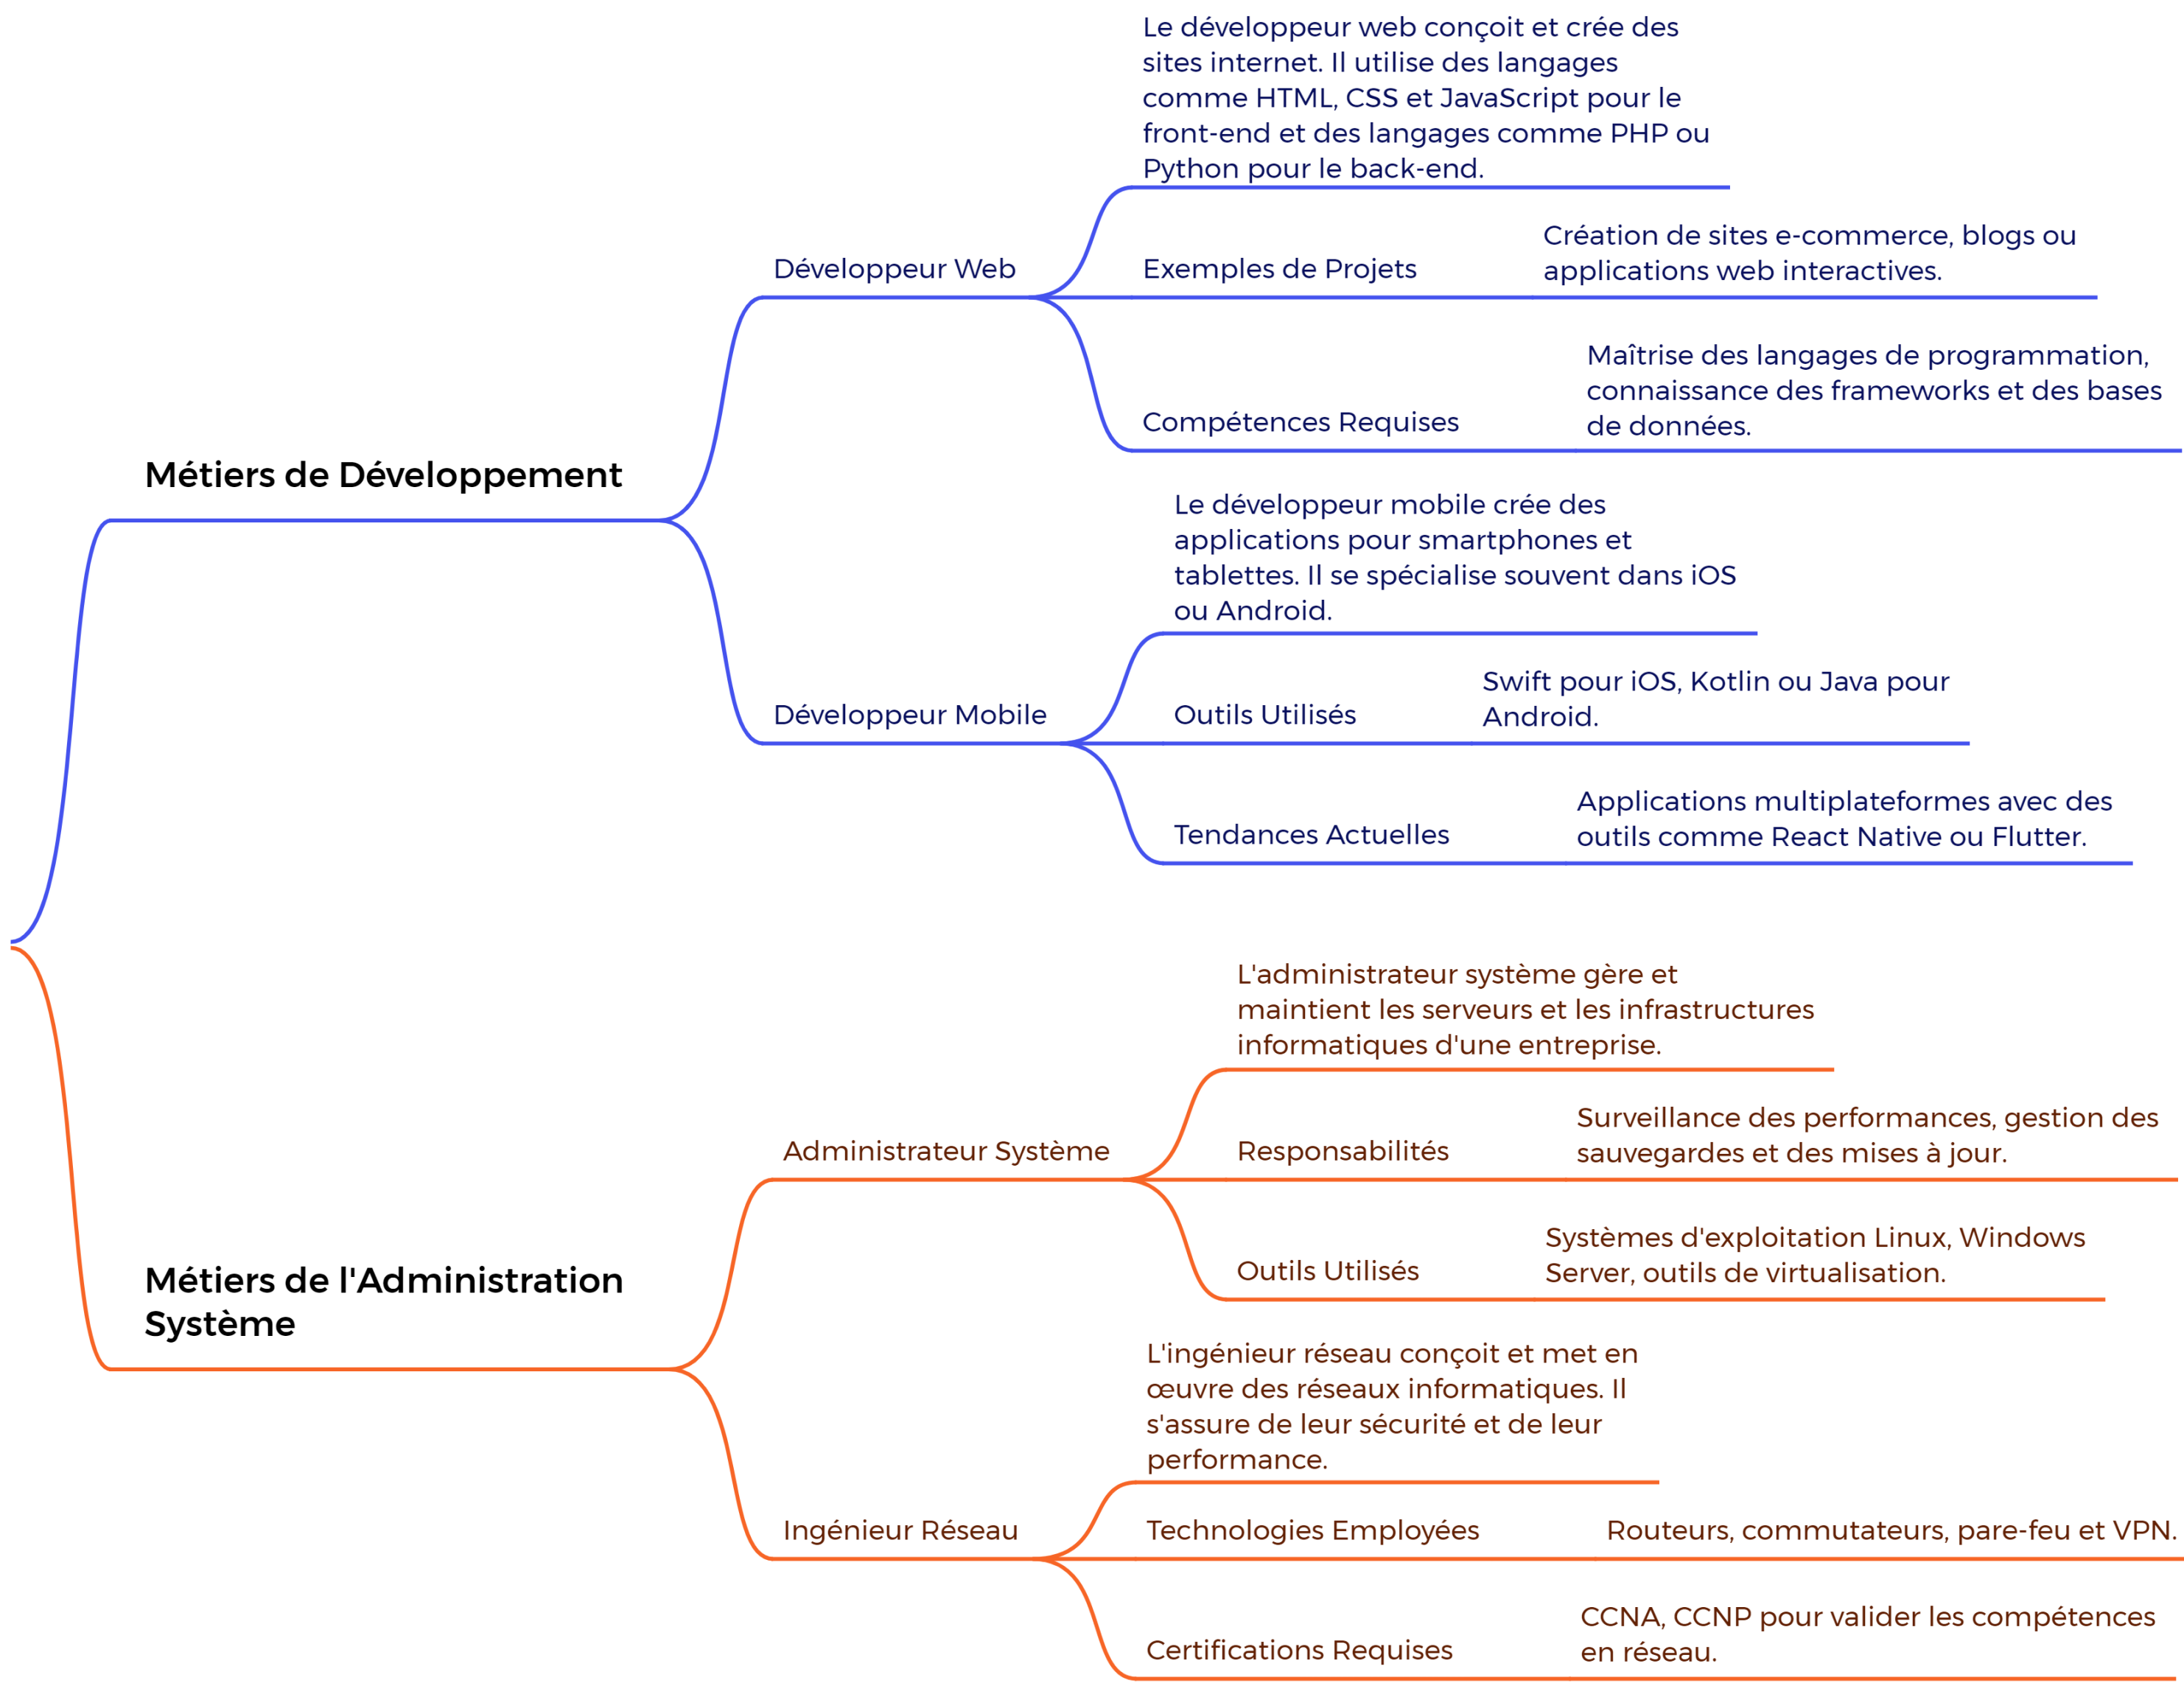 Métiers de Développement
Développeur Web
Le développeur web conçoit et crée des
sites internet. Il utilise des langages
comme HTML, CSS et JavaScript pour le
front-end et des langages comme PHP ou
Python pour le back-end.
Exemples de Projets
Création de sites e-commerce, blogs ou
applications web interactives.
Compétences Requises
Maîtrise des langages de programmation,
connaissance des frameworks et des bases
de données.
Développeur Mobile
Le développeur mobile crée des
applications pour smartphones et
tablettes. Il se spécialise souvent dans iOS
ou Android.
Outils Utilisés
Swift pour iOS, Kotlin ou Java pour
Android.
Tendances Actuelles
Applications multiplateformes avec des
outils comme React Native ou Flutter.
Métiers de l'Administration
Système
Administrateur Système
L'administrateur système gère et
maintient les serveurs et les infrastructures
informatiques d'une entreprise.
Responsabilités
Surveillance des performances, gestion des
sauvegardes et des mises à jour.
Outils Utilisés
Systèmes d'exploitation Linux, Windows
Server, outils de virtualisation.
Ingénieur Réseau
L'ingénieur réseau conçoit et met en
œuvre des réseaux informatiques. Il
s'assure de leur sécurité et de leur
performance.
Technologies Employées
Routeurs, commutateurs, pare-feu et VPN.
Certifications Requises
CCNA, CCNP pour valider les compétences
en réseau.